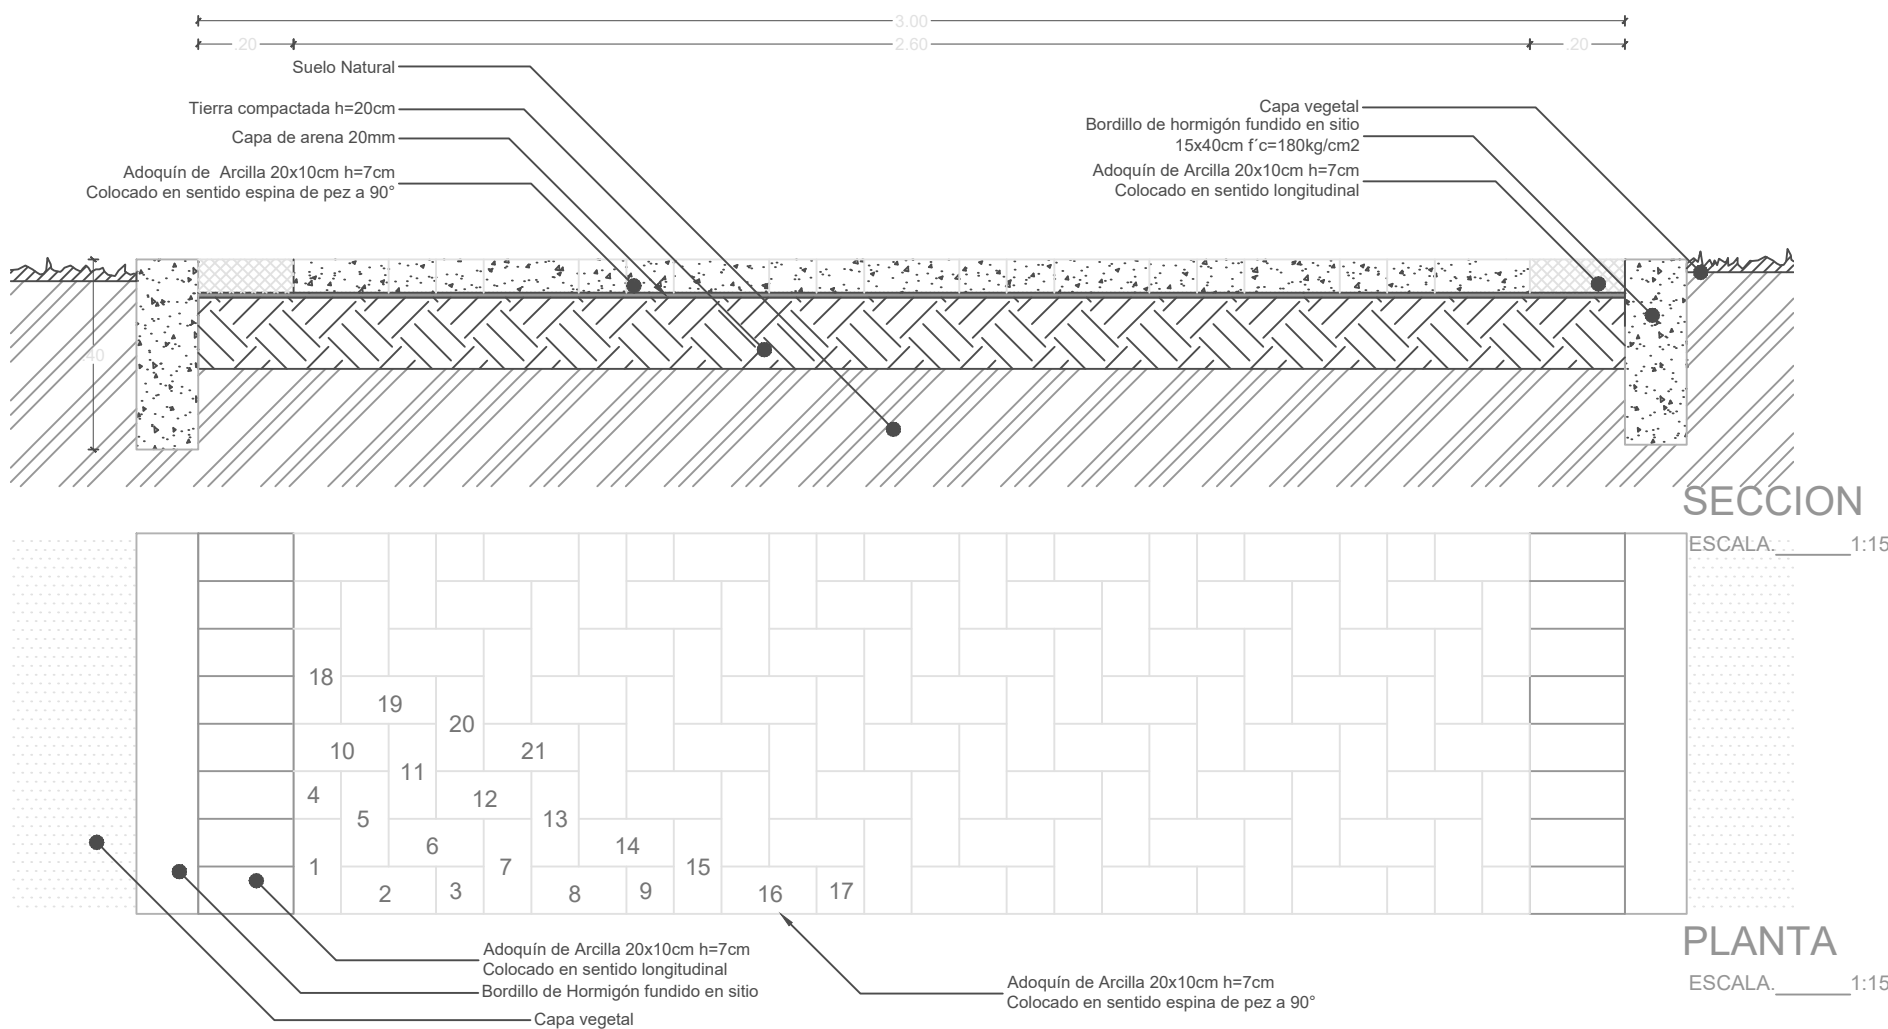 3.00
.20
2.60
.20
Suelo Natural
Tierra compactada h=20cm
Capa de arena 20mm
Adoquín de Arcilla 20x10cm h=7cm
Colocado en sentido espina de pez a 90°
Capa vegetal
Bordillo de hormigón fundido en sitio
15x40cm f´c=180kg/cm2
Adoquín de Arcilla 20x10cm h=7cm
Colocado en sentido longitudinal
.40
SECCION
ESCALA.______1:15
18
19
20
10
21
11
4
12
5
13
6
14
1
7
15
2
3
8
9
16
17
Adoquín de Arcilla 20x10cm h=7cm
Colocado en sentido longitudinal
Bordillo de Hormigón fundido en sitio
Capa vegetal
Adoquín de Arcilla 20x10cm h=7cm
Colocado en sentido espina de pez a 90°
PLANTA
ESCALA.______1:15